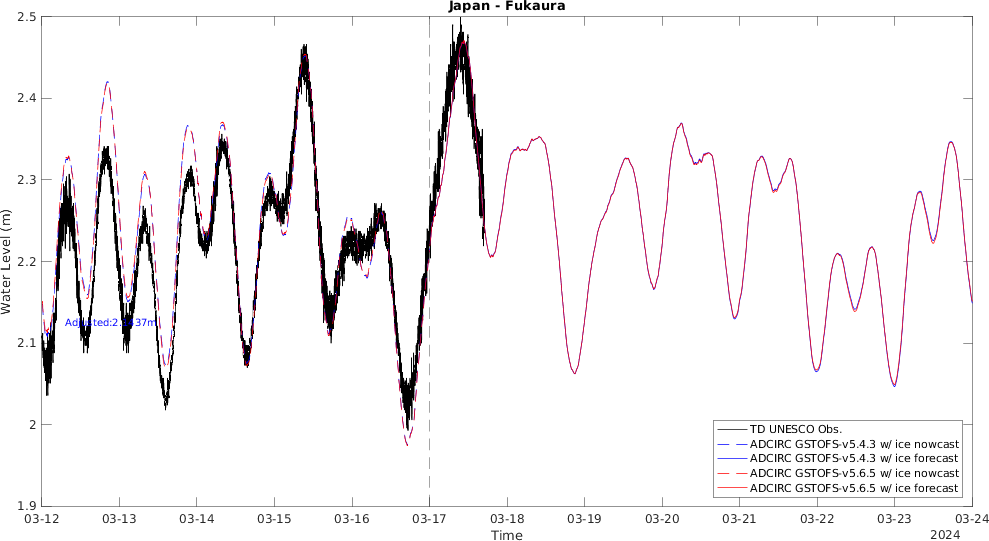 Japan - Fukaura
Water Level (m)
2.5
2.4
2.3
2.2
2.1
2
1.9
TD UNESCO Obs.
ADCIRC GSTOFS-v5.4.3 w/ ice nowcast
ADCIRC GSTOFS-v5.4.3 w/ ice forecast
ADCIRC GSTOFS-v5.6.5 w/ ice nowcast
ADCIRC GSTOFS-v5.6.5 w/ ice forecast
03-12 03-13 03-14 03-15 03-16 03-17 03-18 03-19 03-20 03-21 03-22 03-23 03-24
Time
2024